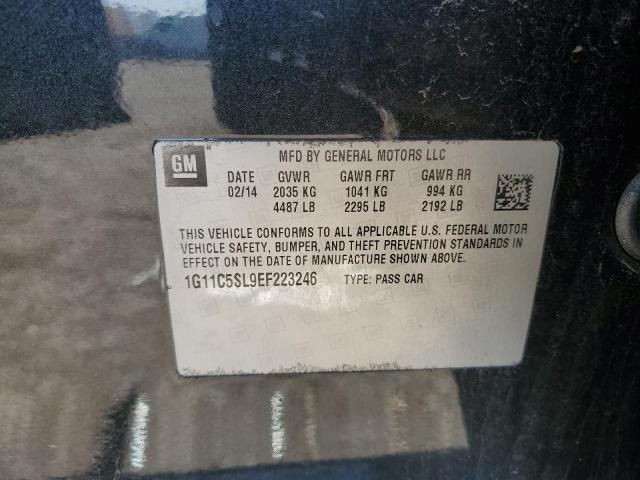 GM
MFD BY GENERAL MOTORS LLC
DATE GVWR GAWR FRT GAWR RR
02/14 2035 KG 1041 KG 994 KG
4487 LB 2295 LB 2192 LB
THIS VEHICLE CONFORMS TO ALL APPLICABLE U.S. FEDERAL MOTOR
VEHICLE SAFETY, BUMPER, AND THEFT PREVENTION STANDARDS IN
EFFECT ON THE DATE OF MANUFACTURE SHOWN ABOVE.
1G11C5SL9EF223246 TYPE: PASS CAR